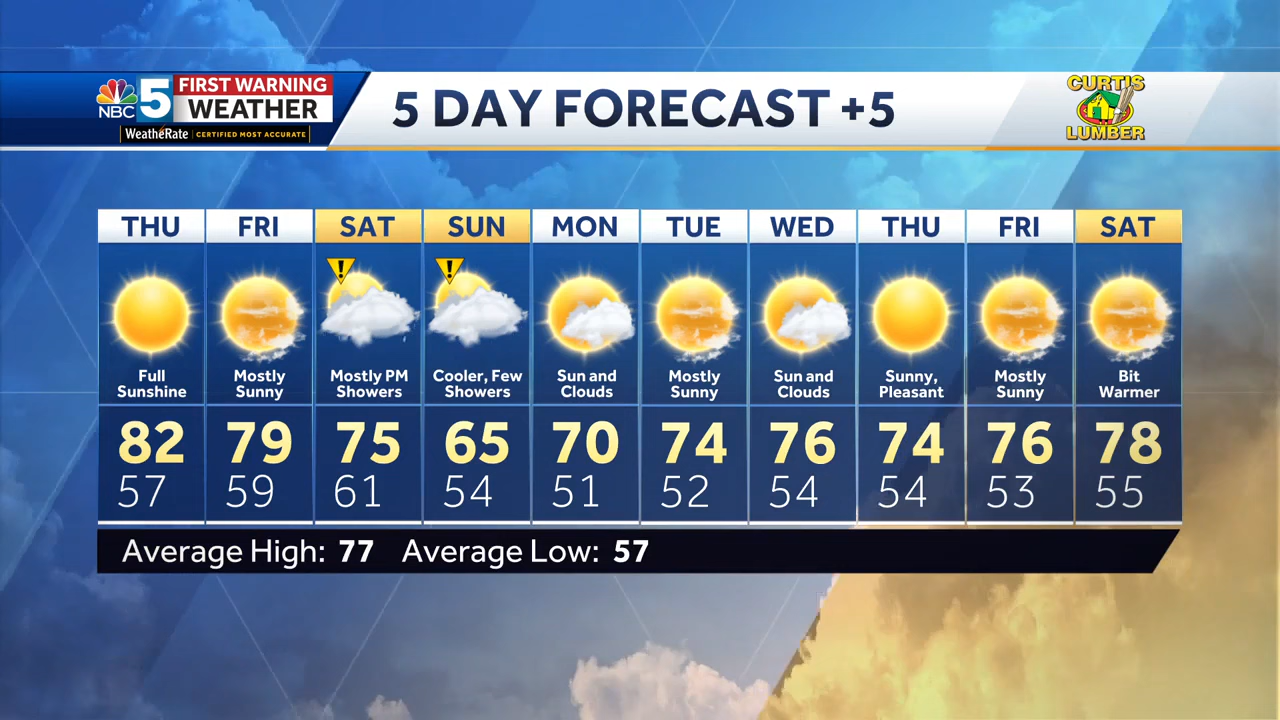 NBC 5 FIRST WARNING
WEATHER
WeatheRate CERTIFIED MOST ACCURATE
5 DAY FORECAST +5
CURTIS
LUMBER
THU FRI SAT SUN MON TUE WED THU FRI SAT
! !
Full Mostly Mostly PM Cooler, Few Sun and Mostly Sun and Sunny, Mostly Bit
Sunshine Sunny Showers Showers Clouds Sunny Clouds Pleasant Sunny Warmer
82 79 75 65 70 74 76 74 76 78
57 59 61 54 51 52 54 54 53 55
Average High: 77 Average Low: 57